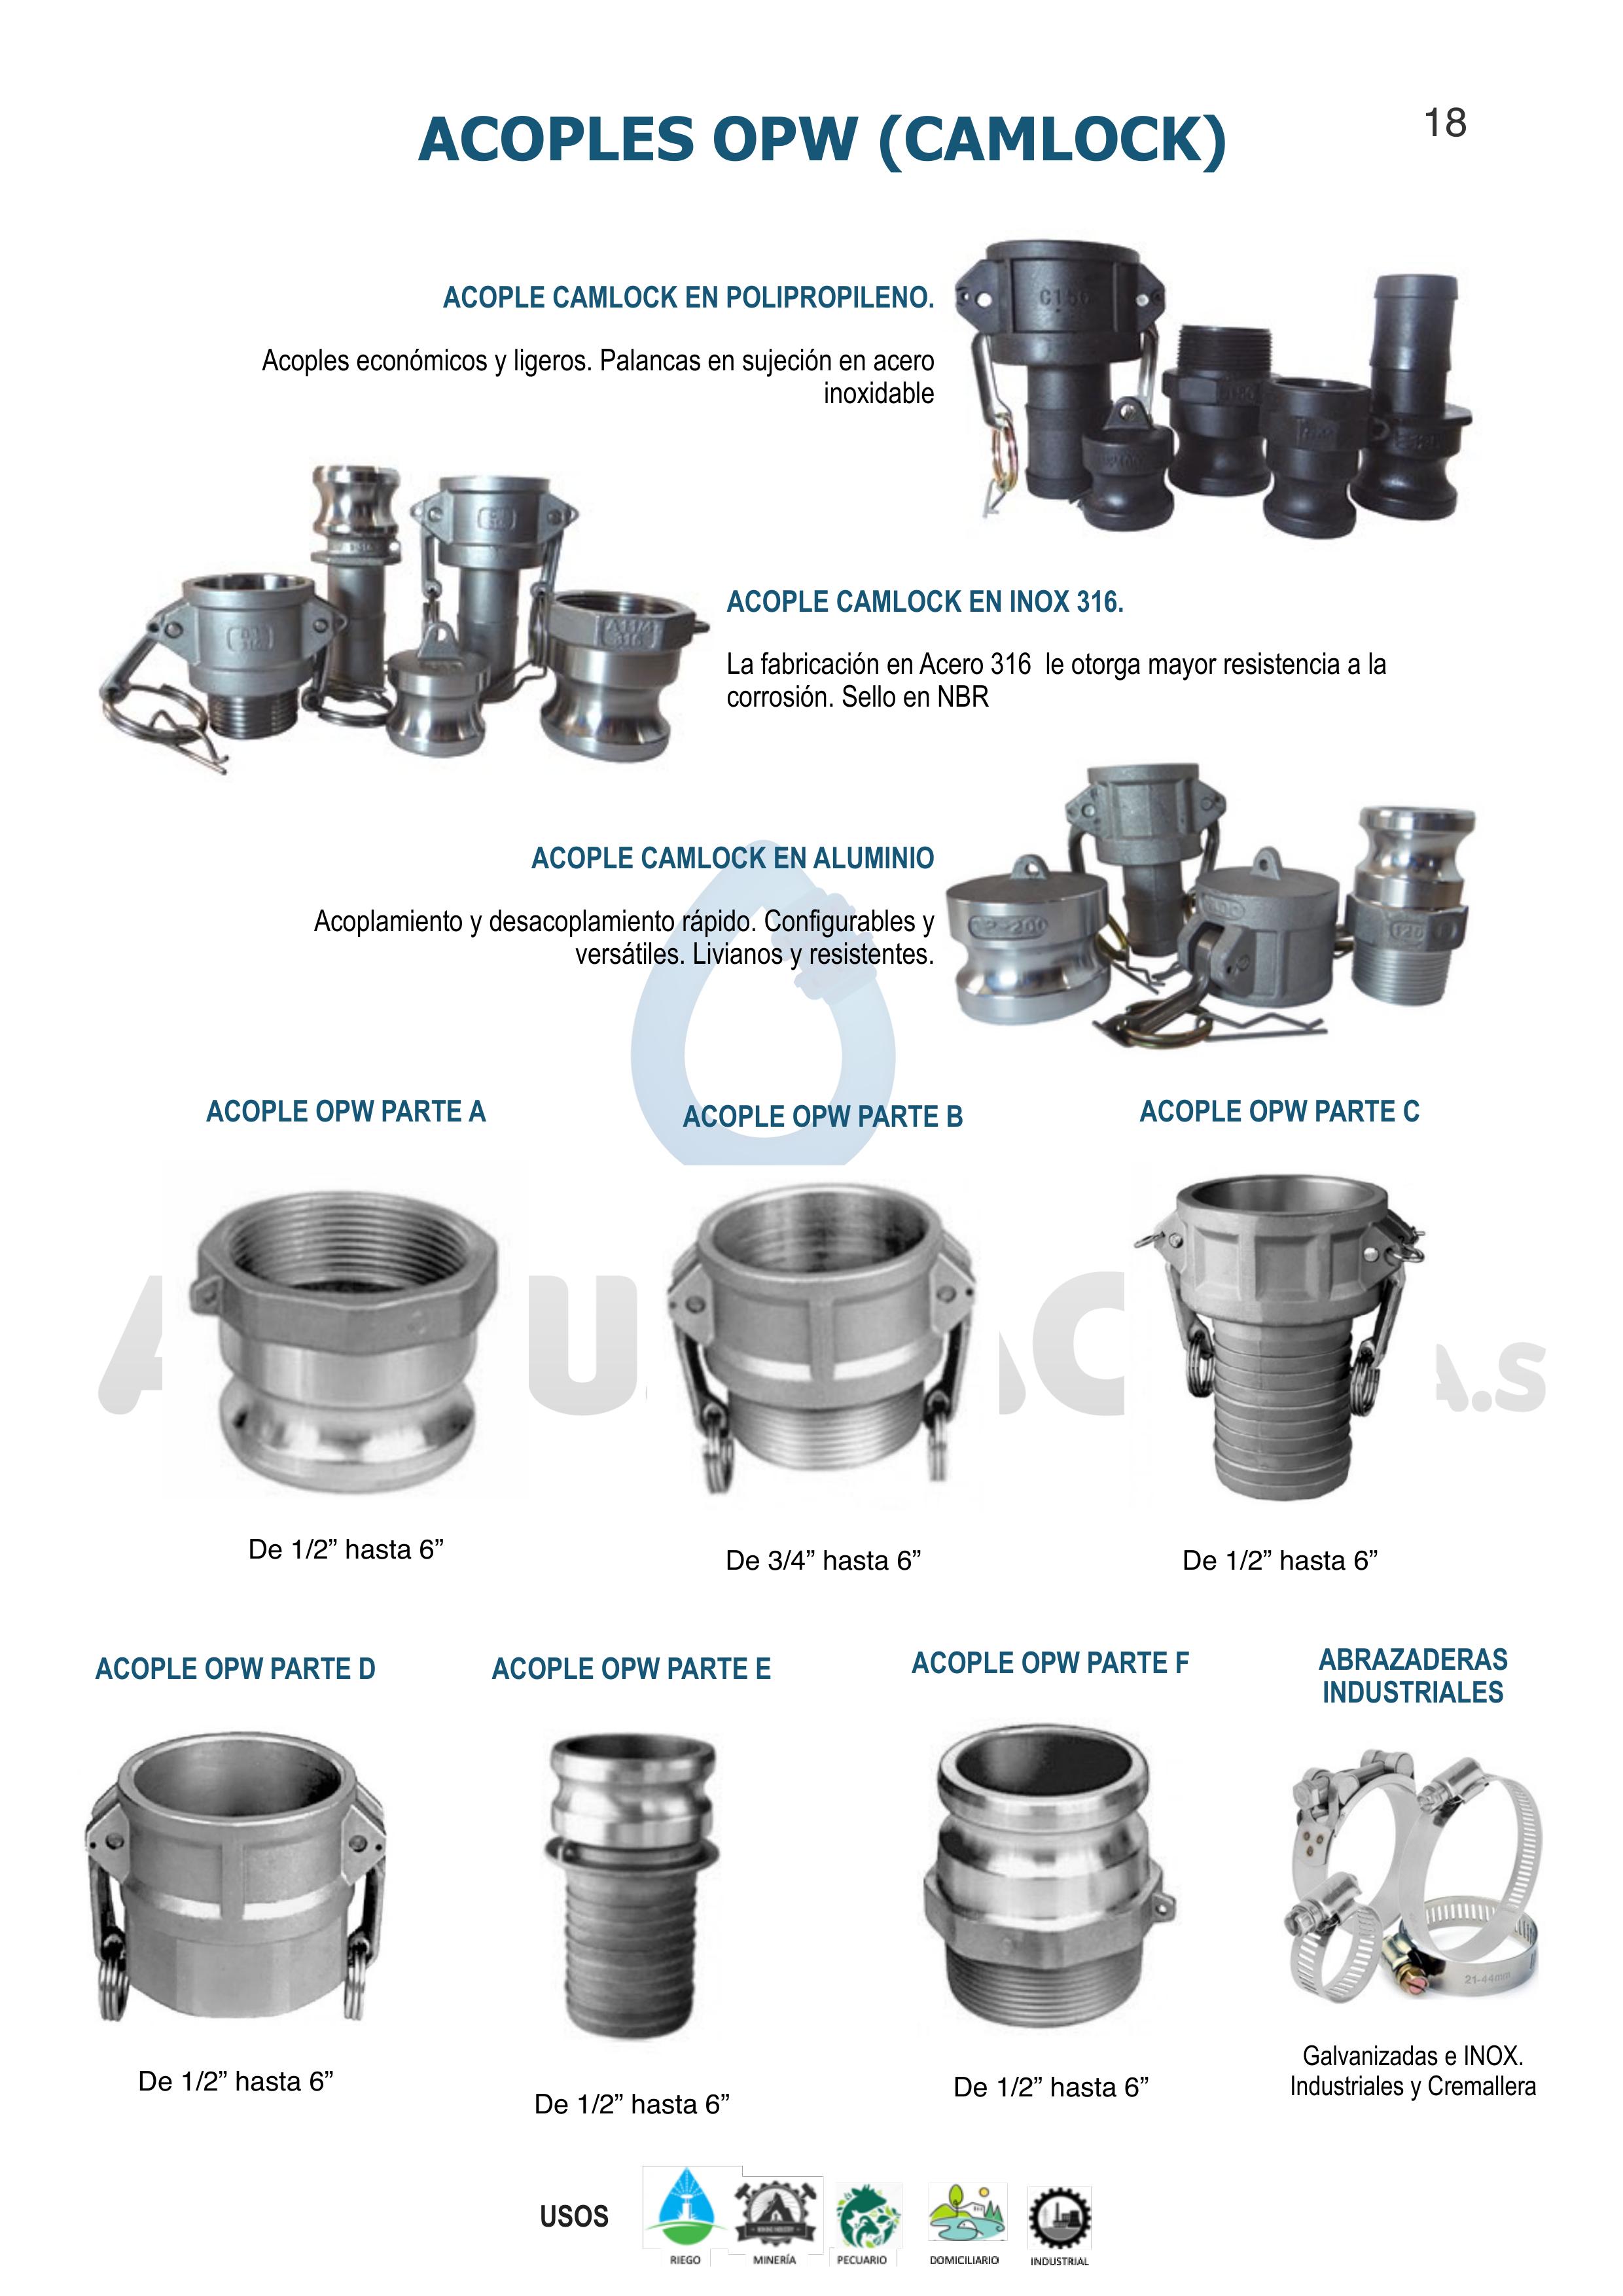 ACOPLES OPW (CAMLOCK)
18
ACOPLE CAMLOCK EN POLIPROPILENO.
Acoples económicos y ligeros. Palancas en sujeción en acero
inoxidable
ACOPLE CAMLOCK EN INOX 316.
La fabricación en Acero 316  le otorga mayor resistencia a la
corrosión. Sello en NBR
ACOPLE CAMLOCK EN ALUMINIO
Acoplamiento y desacoplamiento rápido. Configurables y
versátiles. Livianos y resistentes.
ACOPLE OPW PARTE A
ACOPLE OPW PARTE B
ACOPLE OPW PARTE C
De 1/2” hasta 6”
De 3/4” hasta 6”
De 1/2” hasta 6”
ACOPLE OPW PARTE D
ACOPLE OPW PARTE E
ACOPLE OPW PARTE F
ABRAZADERAS
INDUSTRIALES
21-44mm
De 1/2” hasta 6”
De 1/2” hasta 6”
De 1/2” hasta 6”
Galvanizadas e INOX.
Industriales y Cremallera
USOS
RIEGO
MINERÍA
PECUARIO
DOMICILIARIO
INDUSTRIAL